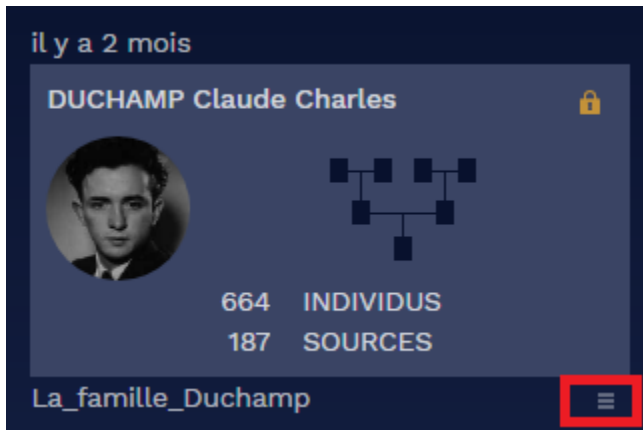 il y a 2 mois
DUCHAMP Claude Charles
664 INDIVIDUS
187 SOURCES
La_famille_Duchamp